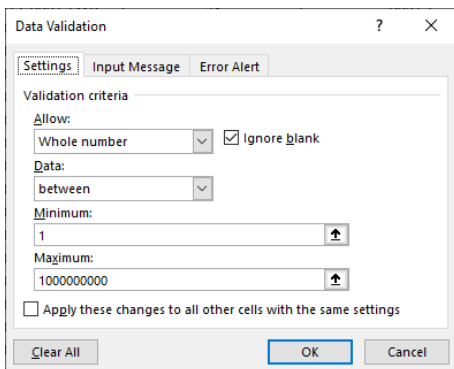 Data Validation ?
Settings Input Message Error Alert
Validation criteria
Allow:
Whole number Ignore blank
Data:
between
Minimum:
1
Maximum:
1000000000
Apply these changes to all other cells with the same settings
Clear All OK Cancel